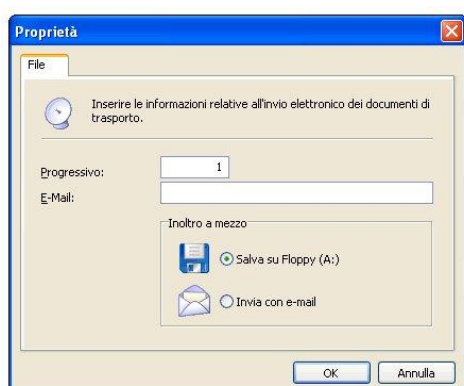 Proprietà
File
Inserire le informazioni relative all'invio elettronico dei documenti di
trasporto.
Progressivo: 1
E-Mail:
Inoltro a mezzo
Salva su Floppy (A:)
Invia con e-mail
OK Annulla